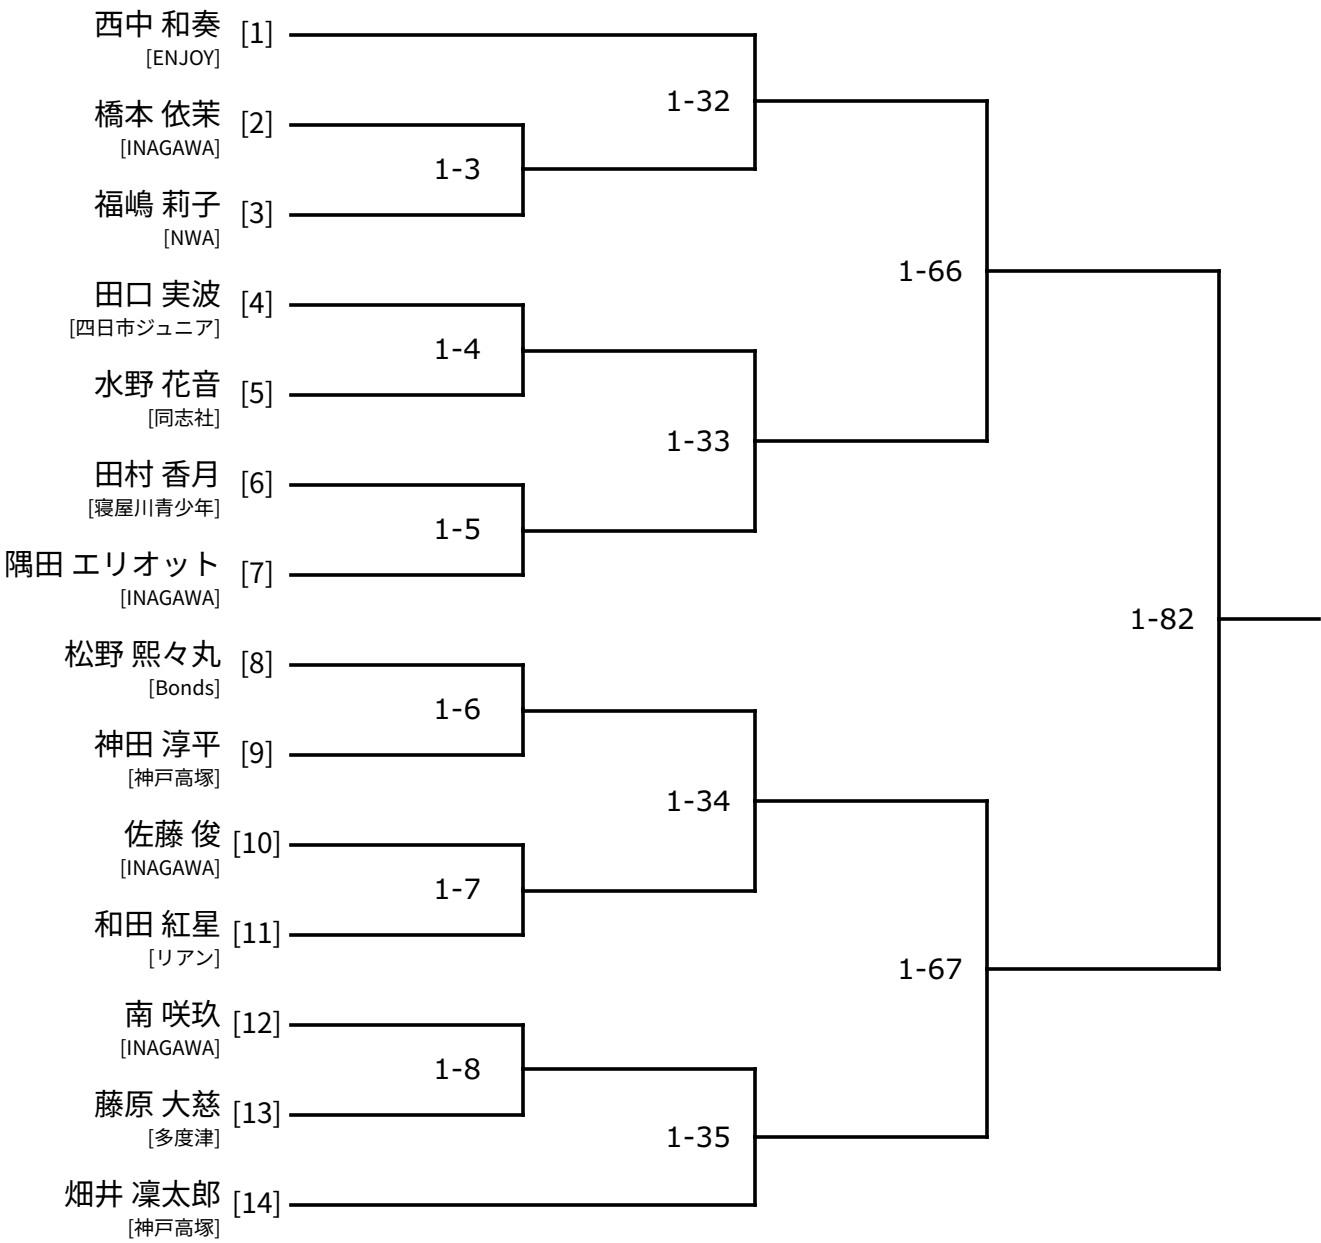 西中 和奏 [1]
[ENJOY]
1-32
橋本 依茉 [2]
[INAGAWA]
1-3
福嶋 莉子 [3]
[NWA]
1-66
田口 実波 [4]
[四日市ジュニア]
1-4
水野 花音 [5]
[同志社]
1-33
田村 香月 [6]
[寝屋川青少年]
1-5
隅田 エリオット [7]
[INAGAWA]
1-82
松野 熙々丸 [8]
[Bonds]
1-6
神田 淳平 [9]
[神戸高塚]
1-34
佐藤 俊 [10]
[INAGAWA]
1-7
和田 紅星 [11]
[リアン]
1-67
南 咲玖 [12]
[INAGAWA]
1-8
藤原 大慈 [13]
[多度津]
1-35
畑井 凜太郎 [14]
[神戸高塚]